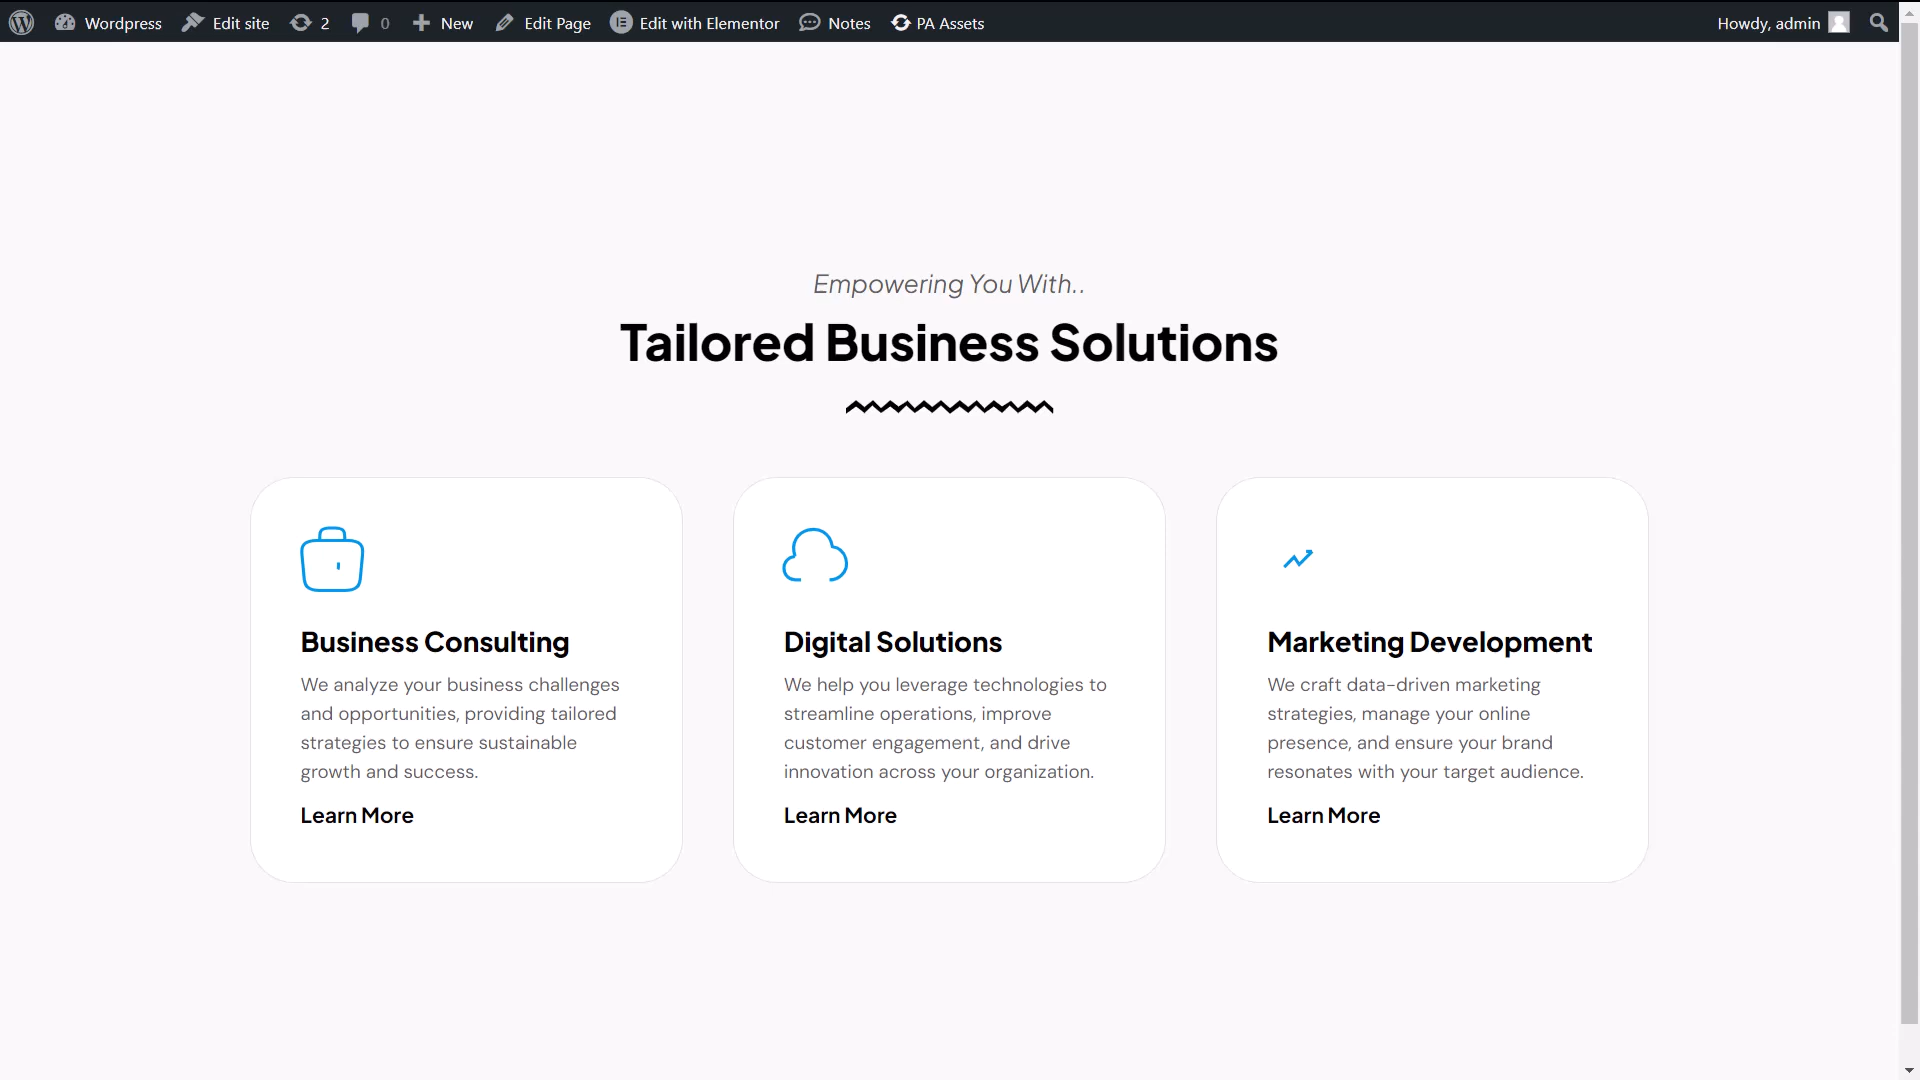 Wordpress Edit site 2 0 New Edit Page Edit with Elementor Notes PA Assets Howdy, admin
Empowering You With..
Tailored Business Solutions
Business Consulting
We analyze your business challenges
and opportunities, providing tailored
strategies to ensure sustainable
growth and success.
Learn More
Digital Solutions
We help you leverage technologies to
streamline operations, improve
customer engagement, and drive
innovation across your organization.
Learn More
Marketing Development
We craft data-driven marketing
strategies, manage your online
presence, and ensure your brand
resonates with your target audience.
Learn More